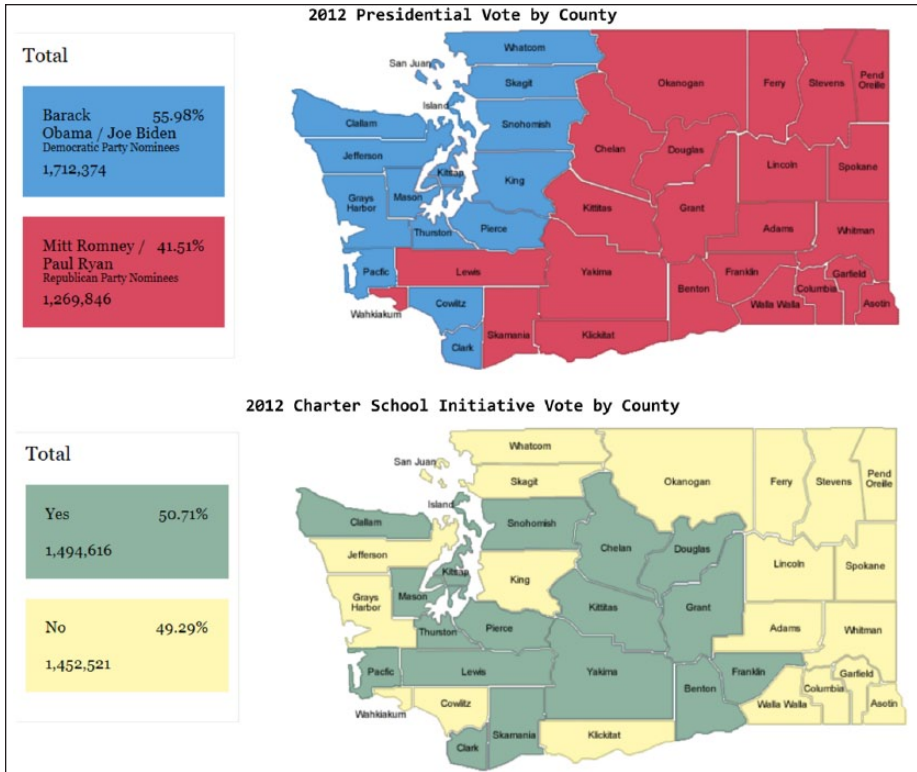 2012 Presidential Vote by County
Total
Barack 55.98%
Obama / Joe Biden
Democratic Party Nominees
1,712,374
Mitt Romney / 41.51%
Paul Ryan
Republican Party Nominees
1,269,846
Whatcom
San Juan
Skagit
Island
Clallam
Snohomish
Jefferson
Kitsap
King
Mason
Grays
Harbor
Thurston
Pierce
Pacfic
Lewis
Wahkiakum
Cowlitz
Clark
Skamania
Okanogan
Ferry
Stevens
Pend
Oreille
Chelan
Douglas
Lincoln
Spokane
Kittitas
Grant
Adams
Whitman
Yakima
Benton
Franklin
Walla Walla
Columbia
Garfield
Asotin
Klickitat
2012 Charter School Initiative Vote by County
Total
Yes 50.71%
1,494,616
No 49.29%
1,452,521
Whatcom
San Juan
Skagit
Island
Clallam
Snohomish
Jefferson
Kitsap
King
Mason
Grays
Harbor
Thurston
Pierce
Pacfic
Lewis
Wahkiakum
Cowlitz
Clark
Skamania
Okanogan
Ferry
Stevens
Pend
Oreille
Chelan
Douglas
Lincoln
Spokane
Kittitas
Grant
Adams
Whitman
Yakima
Benton
Franklin
Walla Walla
Columbia
Garfield
Asotin
Klickitat